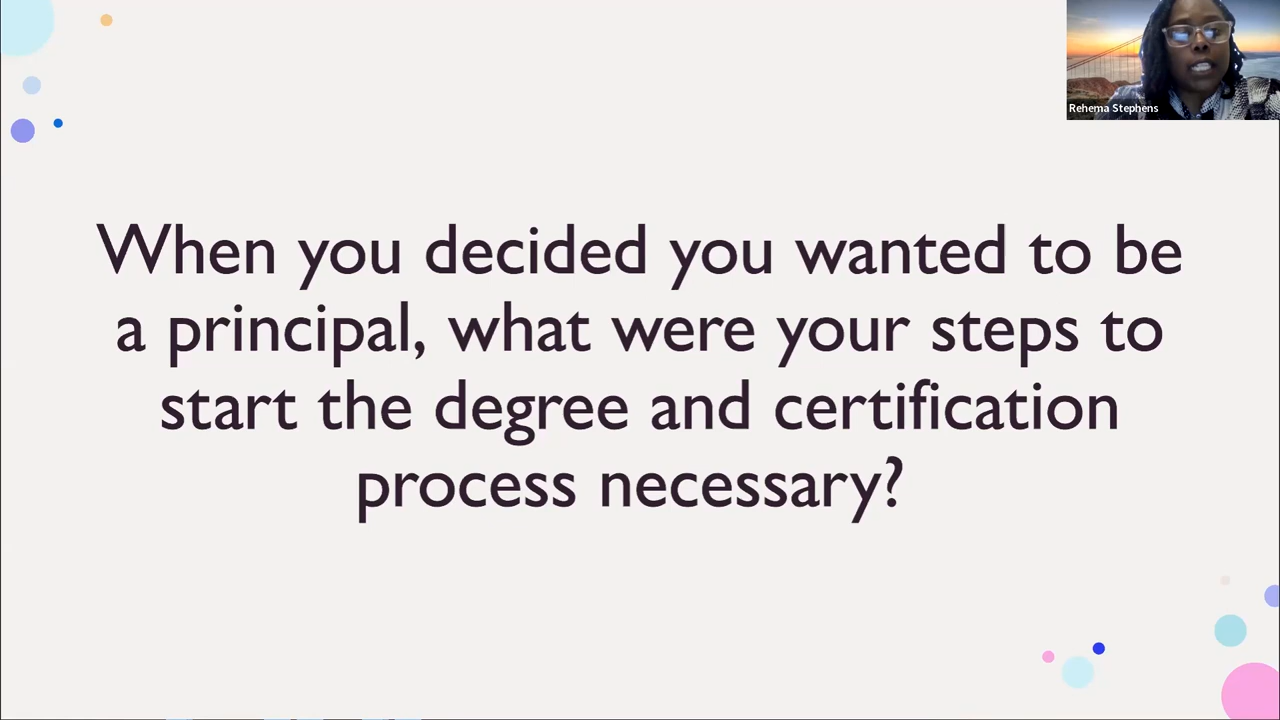 Rehema Stephens
When you decided you wanted to be
a principal, what were your steps to
start the degree and certification
process necessary?